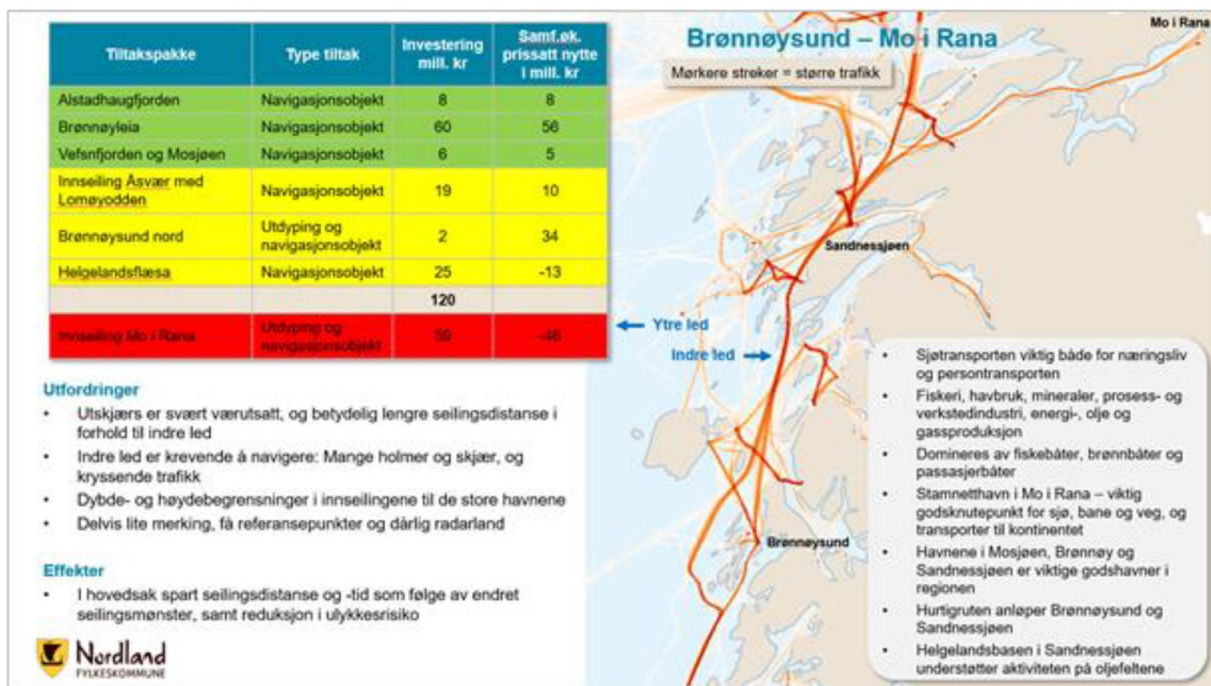 Tiltakspakke
Type tiltak
Investering
mill. kr
Samf.øk.
prissatt nytte
i mill. kr
Alstadhaugfjorden Navigasjonsobjekt 8 8
Brønnøyleia Navigasjonsobjekt 60 56
Vefsnfjorden og Mosjøen Navigasjonsobjekt 6 5
Innseiling Åsvær med
Lomøyodden
Navigasjonsobjekt 19 10
Brønnøysund nord
Utdyping og
navigasjonsobjekt
2 34
Helgelandsflæsa Navigasjonsobjekt 25 -13
120
Innseiling Mo i Rana
Utdyping og
navigasjonsobjekt
59 -46
Utfordringer
• Utskjærs er svært værutsatt, og betydelig lengre seilingsdistanse i
forhold til indre led
• Indre led er krevende å navigere: Mange holmer og skjær, og
kryssende trafikk
• Dybde- og høydebegrensninger i innseilingene til de store havnene
• Delvis lite merking, få referansepunkter og dårlig radarland
Effekter
• I hovedsak spart seilingsdistanse og -tid som følge av endret
seilingsmønster, samt reduksjon i ulykkesrisiko
Nordland
FYLKESKOMMUNE
Brønnøysund – Mo i Rana
Mørkere streker = større trafikk
Mo i Rana
Sandnessjøen
Ytre led
Indre led
Brønnøysund
• Sjøtransporten viktig både for næringsliv
og persontransporten
• Fiskeri, havbruk, mineraler, prosess- og
verkstedindustri, energi-, olje og
gassproduksjon
• Domineres av fiskebåter, brønnbåter og
passasjerbåter
• Stamnetthavn i Mo i Rana – viktig
godsknutepunkt for sjø, bane og veg, og
transporter til kontinentet
• Havnene i Mosjøen, Brønnøy og
Sandnessjøen er viktige godshavner i
regionen
• Hurtigruten anløper Brønnøysund og
Sandnessjøen
• Helgelandsbasen i Sandnessjøen
understøtter aktiviteten på oljefeltene